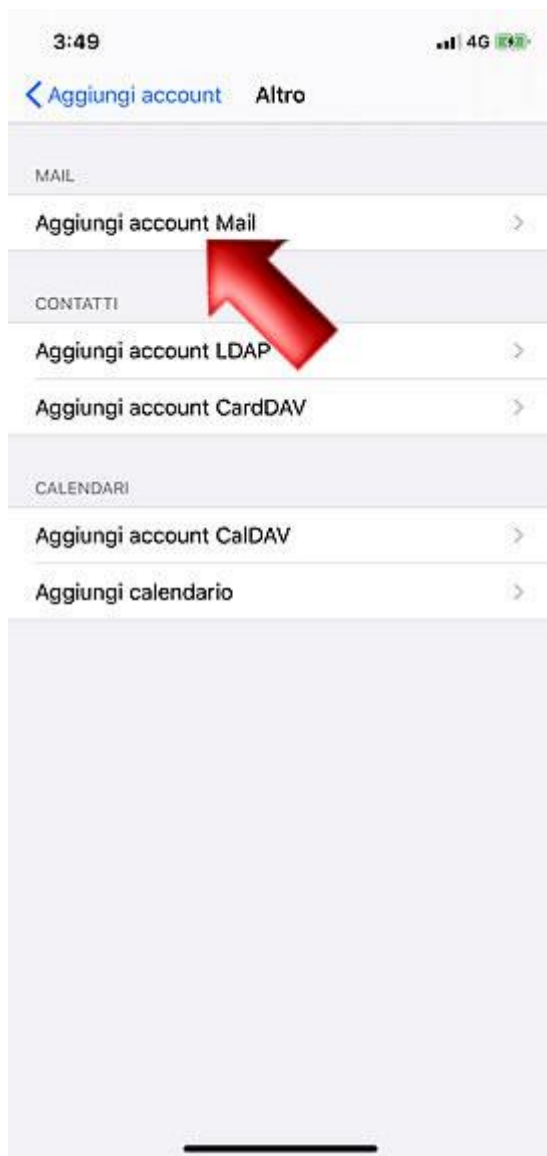 3:49 4G
Aggiungi account Altro
MAIL
Aggiungi account Mail
CONTATTI
Aggiungi account LDAP
Aggiungi account CardDAV
CALENDARI
Aggiungi account CalDAV
Aggiungi calendario